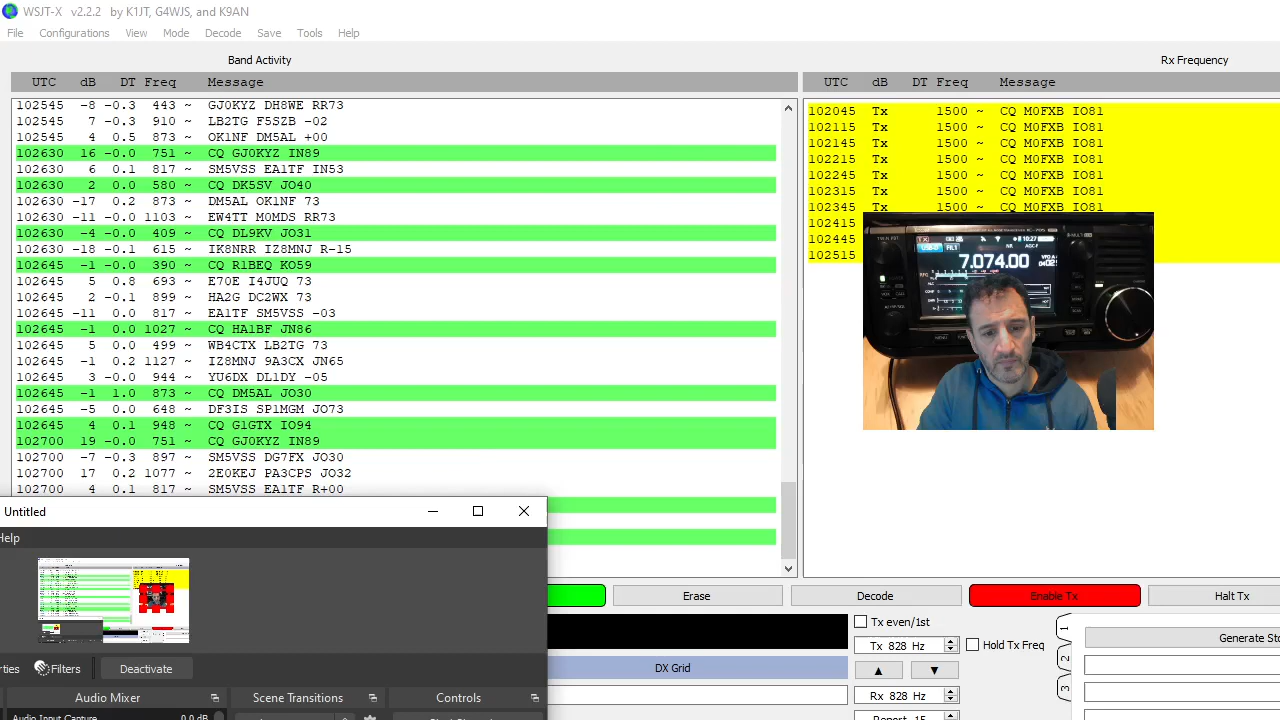 WSJT-X v2.2.2 by K1JT, G4WJS, and K9AN
File Configurations View Mode Decode Save Tools Help
Band Activity
UTC dB DT Freq Message
102545 -8 -0.3 443 ~ GJ0KYZ DH8WE RR73
102545 7 -0.3 910 ~ LB2TG F5SZB -02
102545 4 0.5 873 ~ OK1NF DM5AL +00
102630 16 -0.0 751 ~ CQ GJ0KYZ IN89
102630 6 0.1 817 ~ SM5VSS EA1TF IN53
102630 2 0.0 580 ~ CQ DK5SV JO40
102630 -17 0.2 873 ~ DM5AL OK1NF 73
102630 -11 -0.0 1103 ~ EW4TT M0MDS RR73
102630 -4 -0.0 409 ~ CQ DL9KV JO31
102630 -18 -0.1 615 ~ IK8NRR IZ8MNJ R-15
102645 -1 -0.0 390 ~ CQ R1BEQ KO59
102645 5 0.8 693 ~ E70E I4JUQ 73
102645 2 -0.1 899 ~ HA2G DC2WX 73
102645 -11 0.0 817 ~ EA1TF SM5VSS -03
102645 -1 0.0 1027 ~ CQ HA1BF JN86
102645 5 0.0 499 ~ WB4CTX LB2TG 73
102645 -1 0.2 1127 ~ IZ8MNJ 9A3CX JN65
102645 3 -0.0 944 ~ YU6DX DL1DY -05
102645 -1 1.0 873 ~ CQ DM5AL JO30
102645 -5 0.0 648 ~ DF3IS SP1MGM JO73
102645 4 0.1 948 ~ CQ G1GTX IO94
102700 19 -0.0 751 ~ CQ GJ0KYZ IN89
102700 -7 -0.3 897 ~ SM5VSS DG7FX JO30
102700 17 0.2 1077 ~ 2E0KEJ PA3CPS JO32
102700 4 0.1 817 ~ SM5VSS EA1TF R+00
Rx Frequency
UTC dB DT Freq Message
102045 Tx 1500 ~ CQ M0FXB IO81
102115 Tx 1500 ~ CQ M0FXB IO81
102145 Tx 1500 ~ CQ M0FXB IO81
102215 Tx 1500 ~ CQ M0FXB IO81
102245 Tx 1500 ~ CQ M0FXB IO81
102315 Tx 1500 ~ CQ M0FXB IO81
102345 Tx 1500 ~ CQ M0FXB IO81
102415
102445
102515
TX
FIL1
10:27
7.074.00
Untitled
Help
Filters Deactivate
Audio Mixer Scene Transitions Controls
Audio Input Capture 0.0 dB
Erase Decode Enable Tx Halt Tx
Tx even/1st
Tx 828 Hz Hold Tx Freq
DX Grid
Rx 828 Hz
Report -15
1
2
3